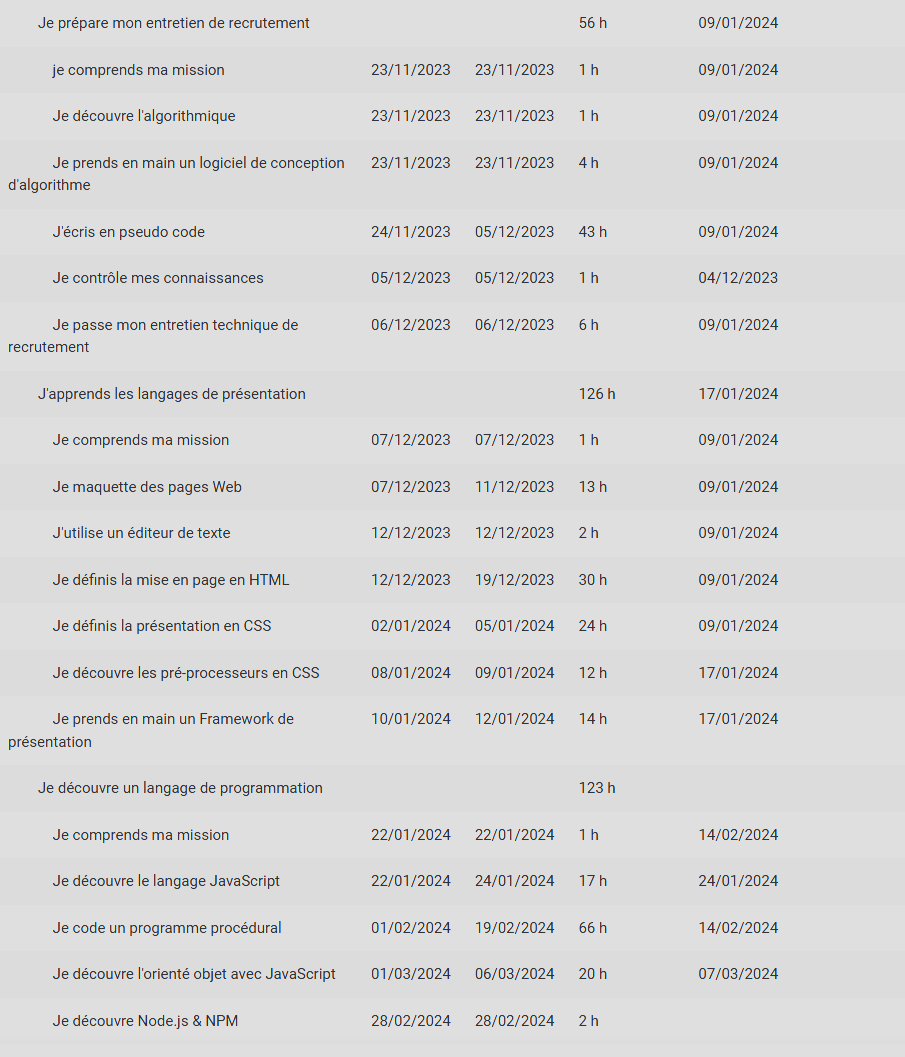 Je prépare mon entretien de recrutement 56 h 09/01/2024
je comprends ma mission 23/11/2023 23/11/2023 1 h 09/01/2024
Je découvre l'algorithmique 23/11/2023 23/11/2023 1 h 09/01/2024
Je prends en main un logiciel de conception 23/11/2023 23/11/2023 4 h 09/01/2024
d'algorithme
J'écris en pseudo code 24/11/2023 05/12/2023 43 h 09/01/2024
Je contrôle mes connaissances 05/12/2023 05/12/2023 1 h 04/12/2023
Je passe mon entretien technique de 06/12/2023 06/12/2023 6 h 09/01/2024
recrutement
J'apprends les langages de présentation 126 h 17/01/2024
Je comprends ma mission 07/12/2023 07/12/2023 1 h 09/01/2024
Je maquette des pages Web 07/12/2023 11/12/2023 13 h 09/01/2024
J'utilise un éditeur de texte 12/12/2023 12/12/2023 2 h 09/01/2024
Je définis la mise en page en HTML 12/12/2023 19/12/2023 30 h 09/01/2024
Je définis la présentation en CSS 02/01/2024 05/01/2024 24 h 09/01/2024
Je découvre les pré-processeurs en CSS 08/01/2024 09/01/2024 12 h 17/01/2024
Je prends en main un Framework de 10/01/2024 12/01/2024 14 h 17/01/2024
présentation
Je découvre un langage de programmation 123 h
Je comprends ma mission 22/01/2024 22/01/2024 1 h 14/02/2024
Je découvre le langage JavaScript 22/01/2024 24/01/2024 17 h 24/01/2024
Je code un programme procédural 01/02/2024 19/02/2024 66 h 14/02/2024
Je découvre l'orienté objet avec JavaScript 01/03/2024 06/03/2024 20 h 07/03/2024
Je découvre Node.js & NPM 28/02/2024 28/02/2024 2 h